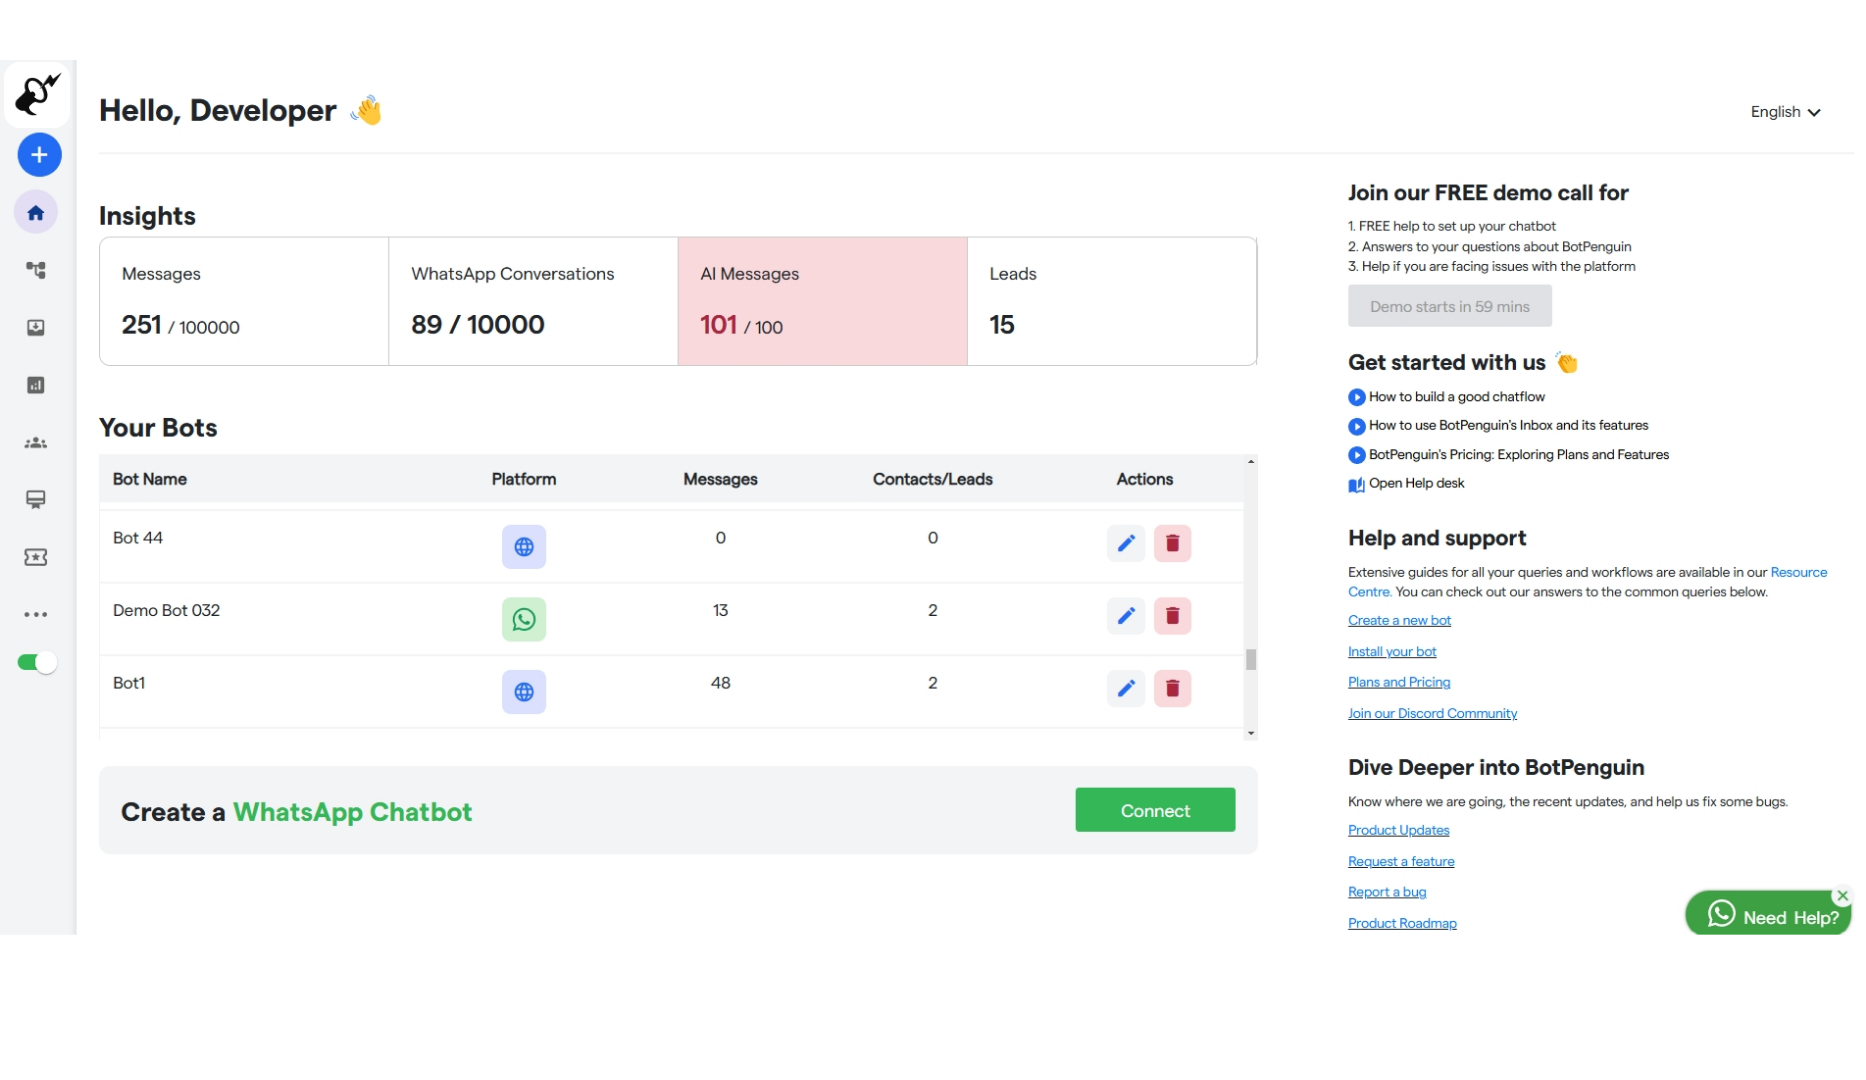 Hello, Developer
English
Insights
Messages
251 / 100000
WhatsApp Conversations
89 / 10000
AI Messages
101 / 100
Leads
15
Your Bots
Bot Name Platform Messages Contacts/Leads Actions
Bot 44 0 0
Demo Bot 032 13 2
Bot1 48 2
Create a WhatsApp Chatbot
Connect
Join our FREE demo call for
1. FREE help to set up your chatbot
2. Answers to your questions about BotPenguin
3. Help if you are facing issues with the platform
Demo starts in 59 mins
Get started with us
How to build a good chatflow
How to use BotPenguin's Inbox and its features
BotPenguin's Pricing: Exploring Plans and Features
Open Help desk
Help and support
Extensive guides for all your queries and workflows are available in our Resource
Centre. You can check out our answers to the common queries below.
Create a new bot
Install your bot
Plans and Pricing
Join our Discord Community
Dive Deeper into BotPenguin
Know where we are going, the recent updates, and help us fix some bugs.
Product Updates
Request a feature
Report a bug
Product Roadmap
Need Help?